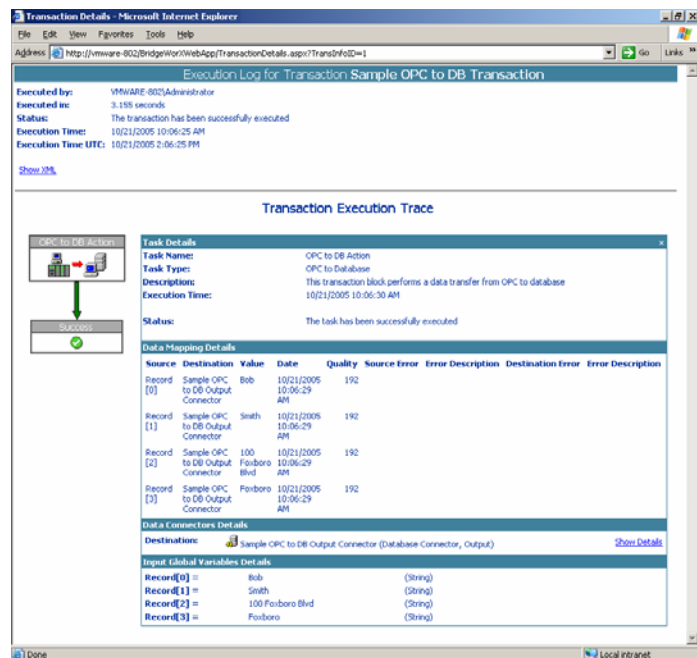 Transaction Details - Microsoft Internet Explorer
File Edit View Favorites Tools Help
Address http://vmware-802/BridgeWorXWebApp/TransactionDetails.aspx?TransInfoID=1 Go Links »
Execution Log for Transaction Sample OPC to DB Transaction
Executed by: VMWARE-802\Administrator
Executed in: 3.155 seconds
Status: The transaction has been successfully executed
Execution Time: 10/21/2005 10:06:25 AM
Execution Time UTC: 10/21/2005 2:06:25 PM
Show XML
Transaction Execution Trace
OPC to DB Action
Success
Task Details x
Task Name: OPC to DB Action
Task Type: OPC to Database
Description: This transaction block performs a data transfer from OPC to database
Execution Time: 10/21/2005 10:06:30 AM
Status: The task has been successfully executed
Data Mapping Details
Source Destination Value Date Quality Source Error Error Description Destination Error Error Description
Record Sample OPC Bob 10/21/2005 192
[0] to DB Output 10:06:29
Connector AM
Record Sample OPC Smith 10/21/2005 192
[1] to DB Output 10:06:29
Connector AM
Record Sample OPC 100 10/21/2005 192
[2] to DB Output Foxboro 10:06:29
Connector Blvd AM
Record Sample OPC Foxboro 10/21/2005 192
[3] to DB Output 10:06:29
Connector AM
Data Connectors Details
Destination: Sample OPC to DB Output Connector (Database Connector, Output) Show Details
Input Global Variables Details
Record[0] = Bob (String)
Record[1] = Smith (String)
Record[2] = 100 Foxboro Blvd (String)
Record[3] = Foxboro (String)
Done Local intranet